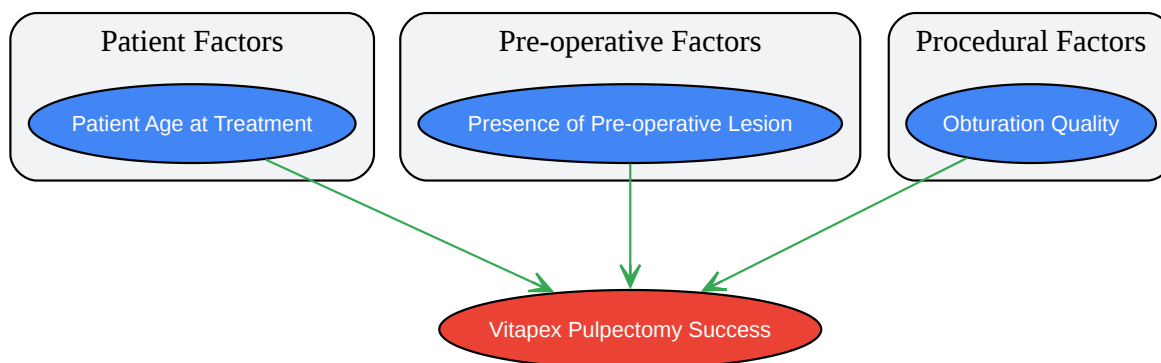 Patient Factors
Pre-operative Factors
Procedural Factors
Patient Age at Treatment
Presence of Pre-operative Lesion
Obturation Quality
Vitapex Pulpectomy Success